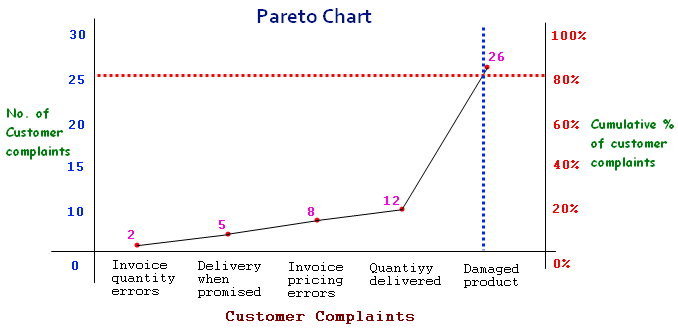 Pareto Chart
30
25
20
15
10
0
No. of
Customer
complaints
100%
80%
60%
40%
20%
0%
Cumulative %
of customer
complaints
2
5
8
12
26
Invoice
quantity
errors
Delivery
when
promised
Invoice
pricing
errors
Quantiyy
delivered
Damaged
product
Customer Complaints